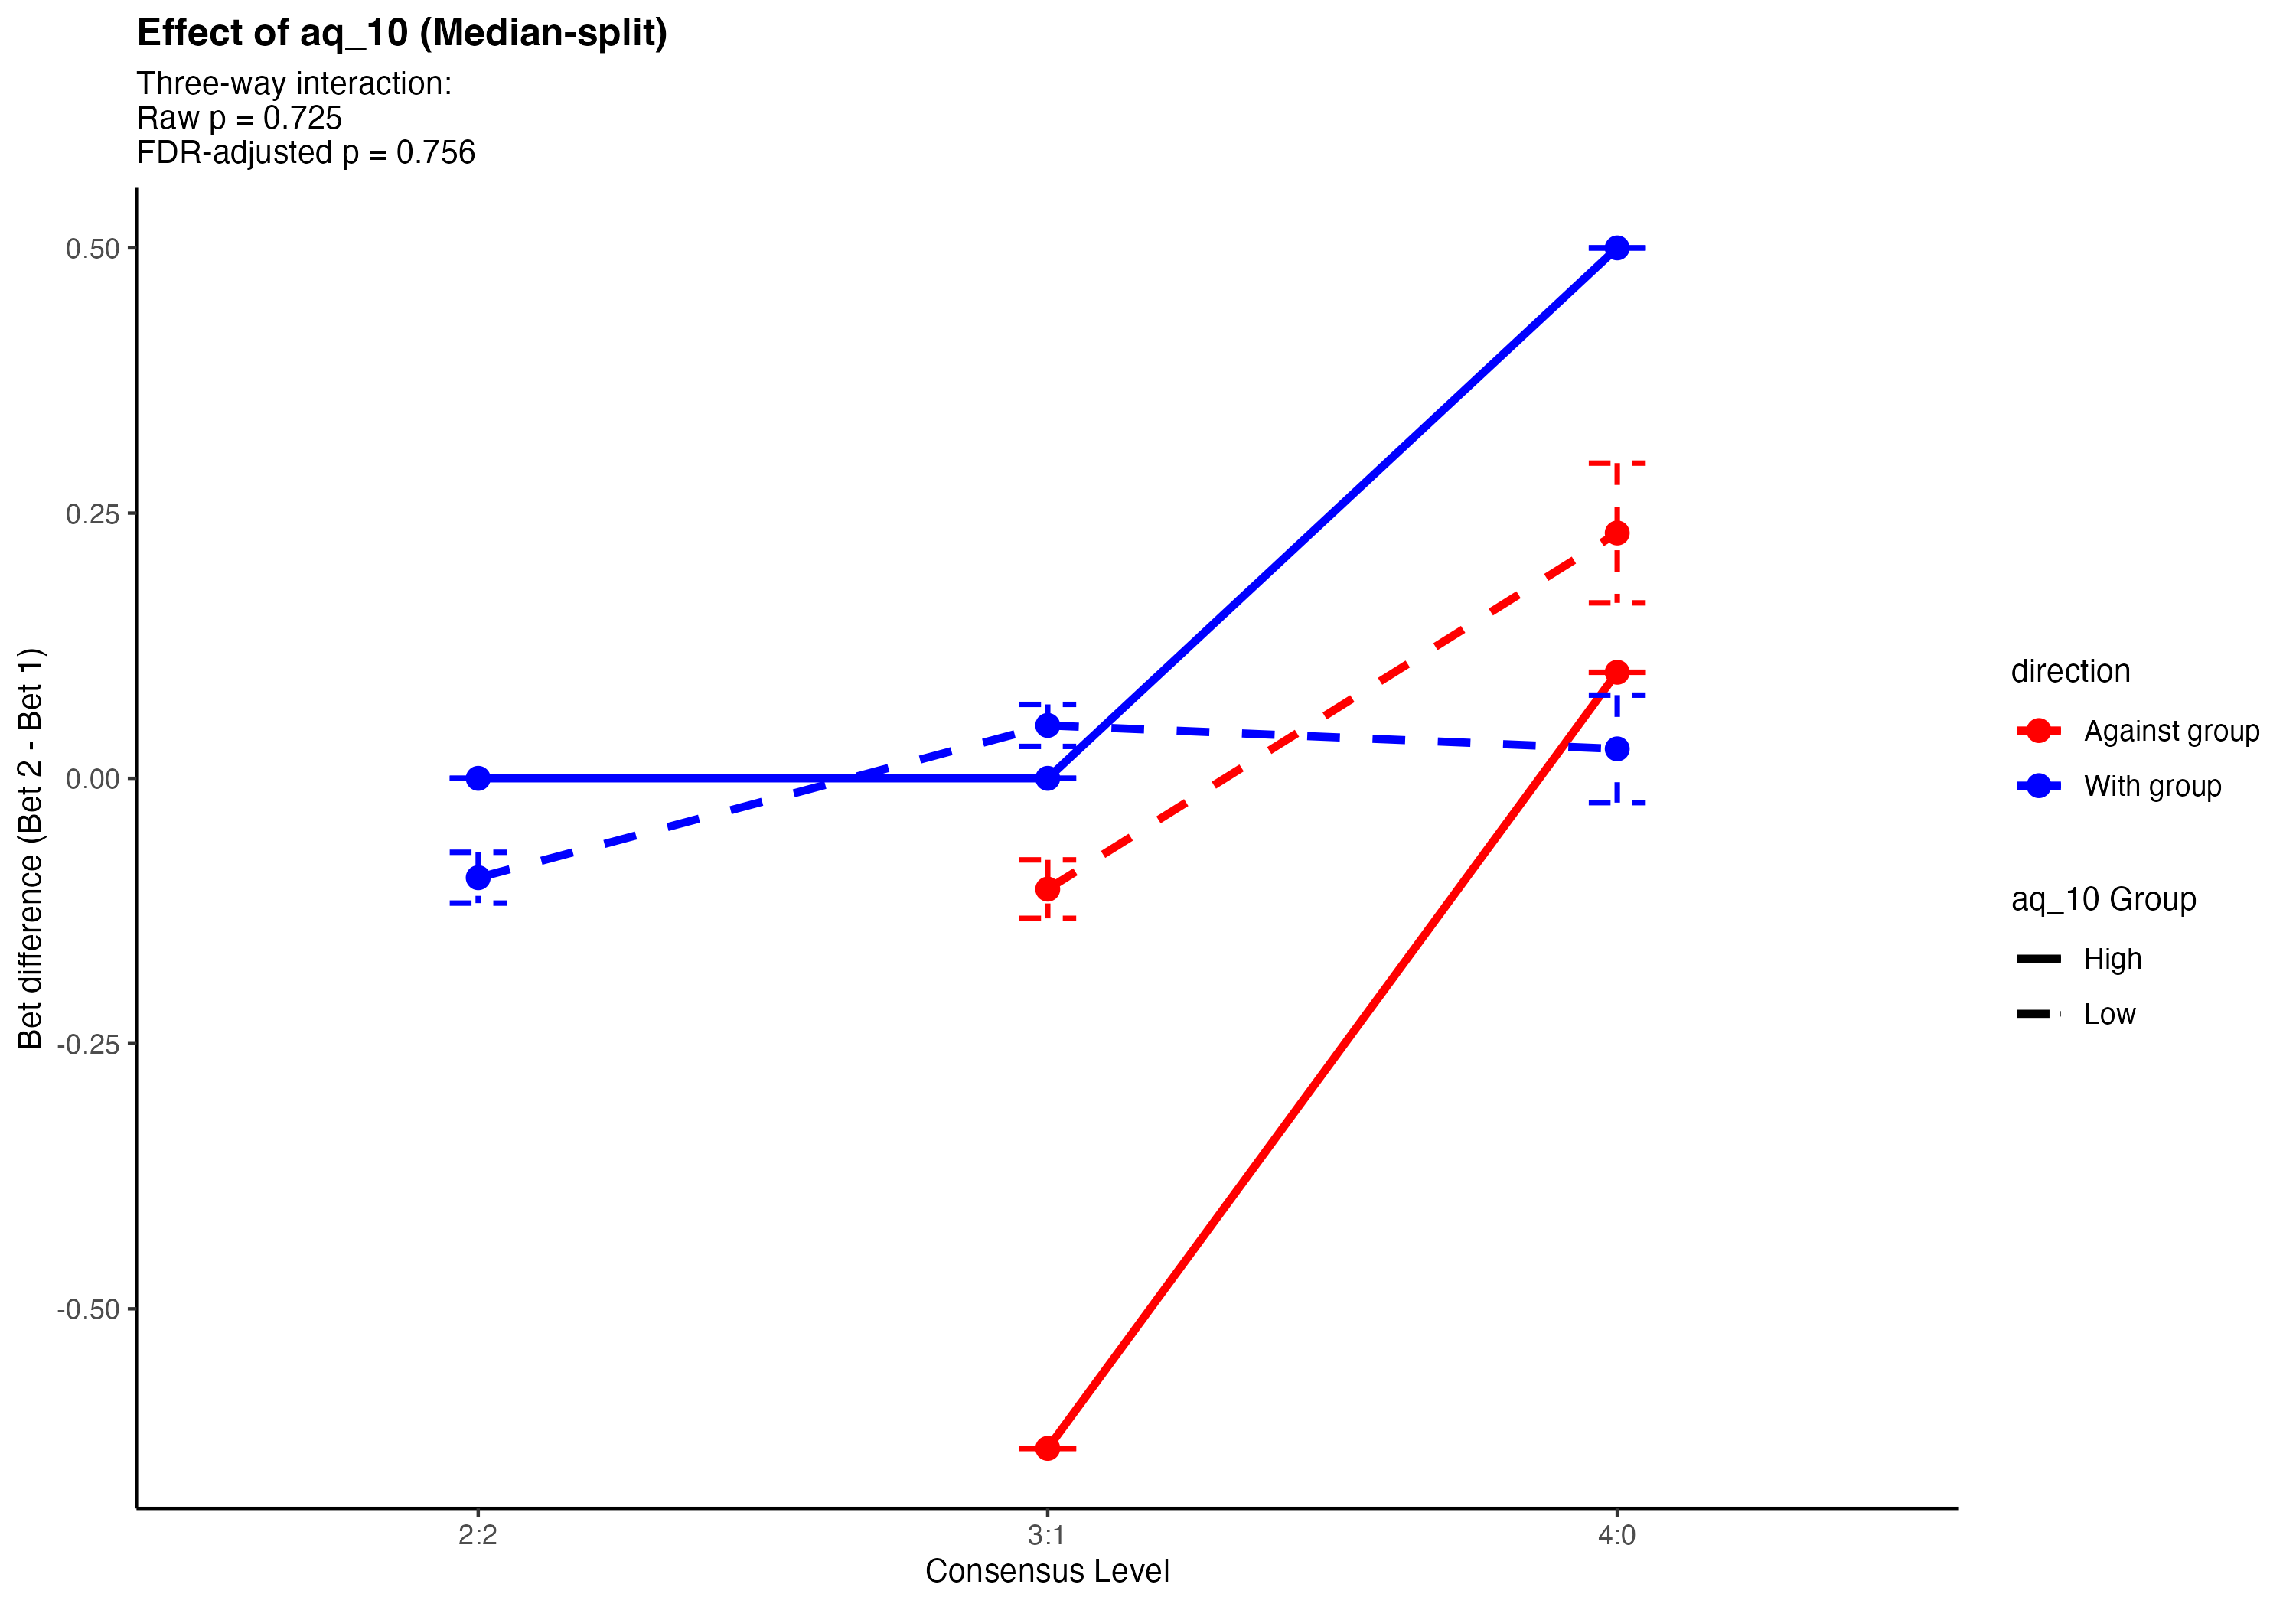 Effect of aq_10 (Median-split)
Three-way interaction:
Raw p = 0.725
FDR-adjusted p = 0.756
Bet difference (Bet 2 - Bet 1)
0.50
0.25
0.00
-0.25
-0.50
2:2
3:1
4:0
Consensus Level
direction
Against group
With group
aq_10 Group
High
Low